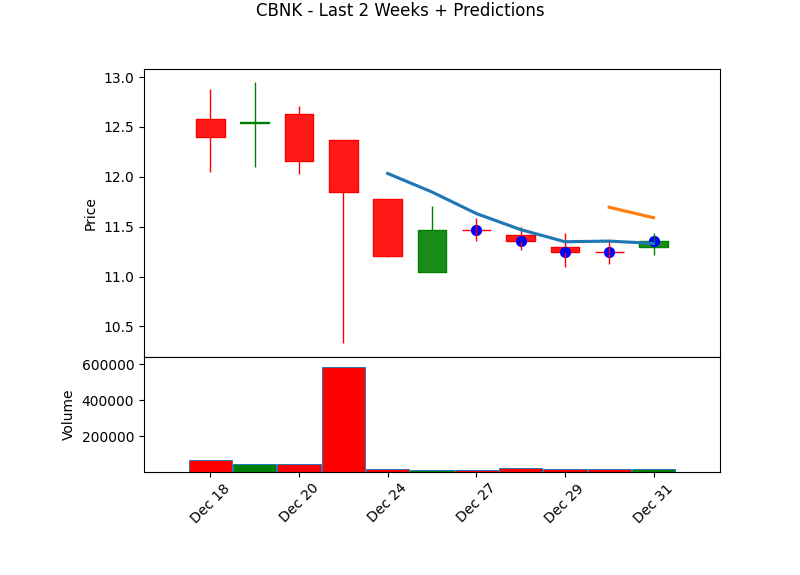 CBNK - Last 2 Weeks + Predictions
Price
13.0
12.5
12.0
11.5
11.0
10.5
Volume
600000
400000
200000
Dec 18
Dec 20
Dec 24
Dec 27
Dec 29
Dec 31